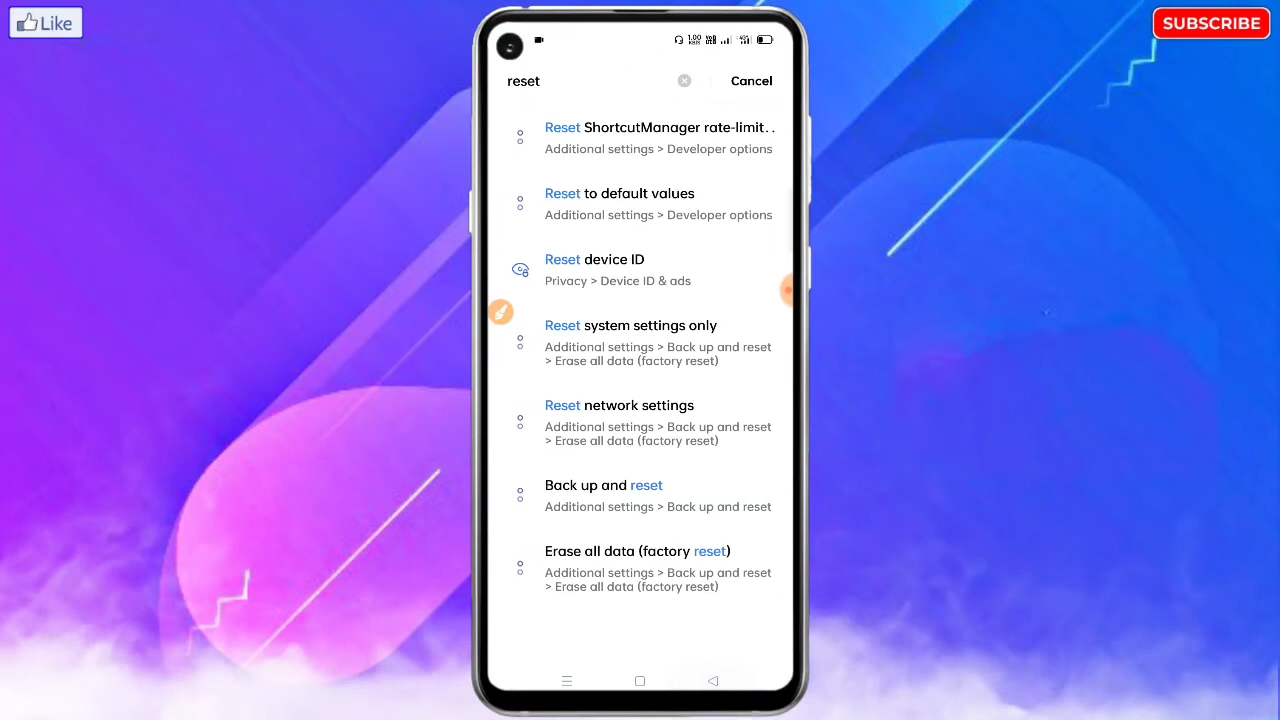 Like
SUBSCRIBE
1.00
KB/S
reset
Cancel
Reset ShortcutManager rate-limit..
Additional settings > Developer options
Reset to default values
Additional settings > Developer options
Reset device ID
Privacy > Device ID & ads
Reset system settings only
Additional settings > Back up and reset
> Erase all data (factory reset)
Reset network settings
Additional settings > Back up and reset
> Erase all data (factory reset)
Back up and reset
Additional settings > Back up and reset
Erase all data (factory reset)
Additional settings > Back up and reset
> Erase all data (factory reset)